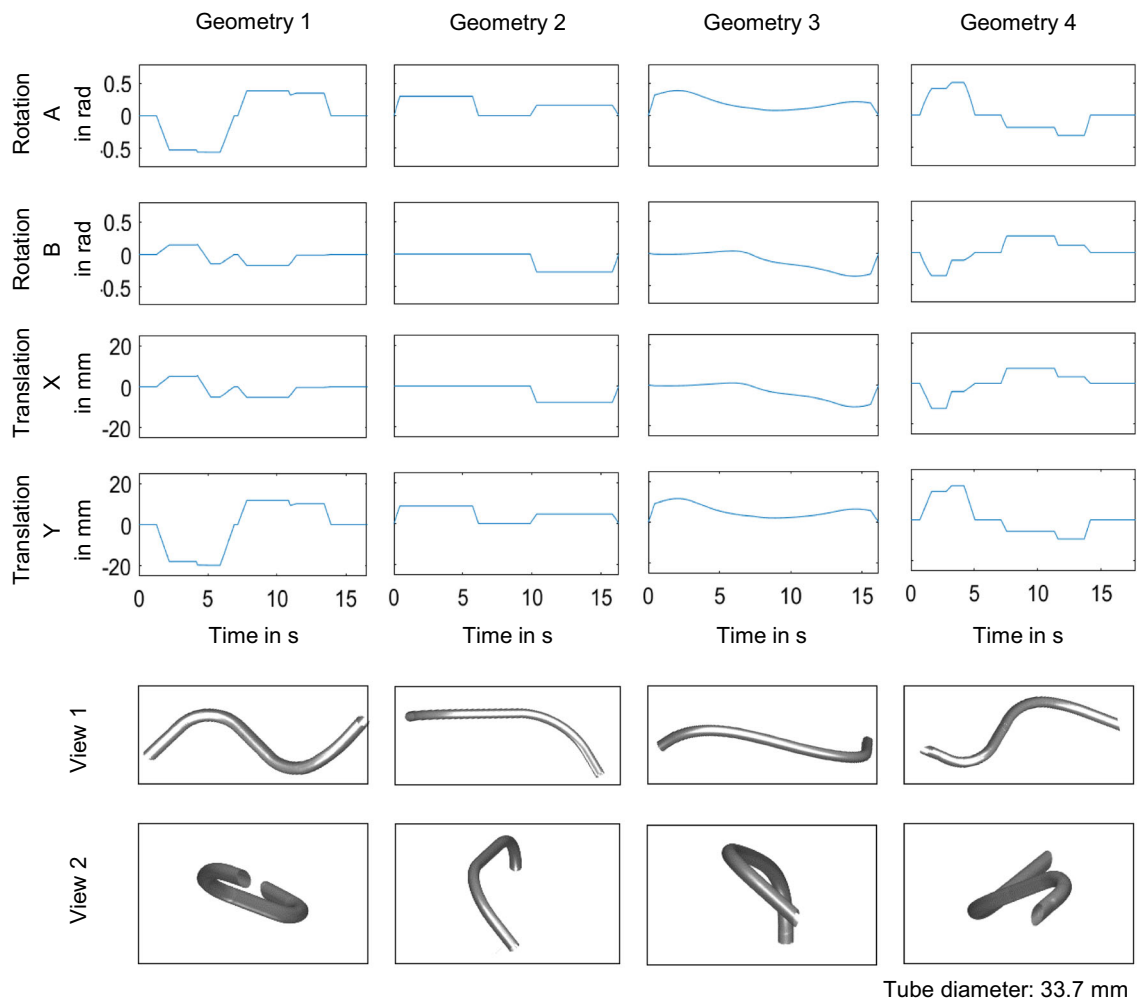 Geometry 1 Geometry 2 Geometry 3 Geometry 4
Rotation
A
in rad
0.5
0
.0.5
Rotation
B
in rad
0.5
0
.0.5
Translation
X
in mm
20
0
-20
Translation
Y
in mm
20
0
-20
0 5 10 15 0 5 10 15 0 5 10 15 0 5 10 15
Time in s Time in s Time in s Time in s
View 1
View 2
Tube diameter: 33.7 mm